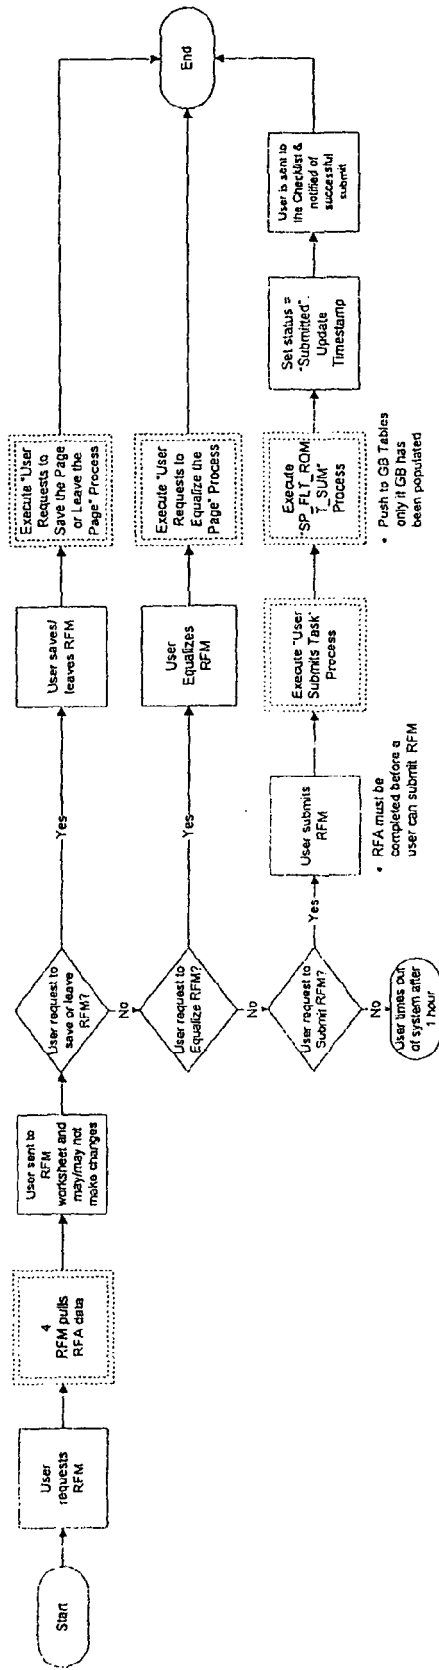 Start
User
requests
RFM
4
RFM pulls
RFA data
User sent to
RFM
worksheet and
may/may not
make changes
User request to
save or leave
RFM?
Yes
User saves/
leaves RFM
Execute "User
Requests to
Save the Page
or Leave the
Page" Process
No
User request to
Equalize RFM?
Yes
User
Equalizes
RFM
Execute "User
Requests to
Equalize the
Page" Process
End
No
User request to
Submit RFM?
Yes
User submits
RFM
• RFA must be
completed before a
user can submit RFM
Execute "User
Submits Task"
Process
Execute
"SP_FLT_ROM
T_SUM"
Process
• Push to GB Tables
only if GB has
been populated
Set status =
"Submitted".
Update
Timestamp
User is sent to
the Checklist &
notified of
successful
submit
No
User times out
of system after
1 hour